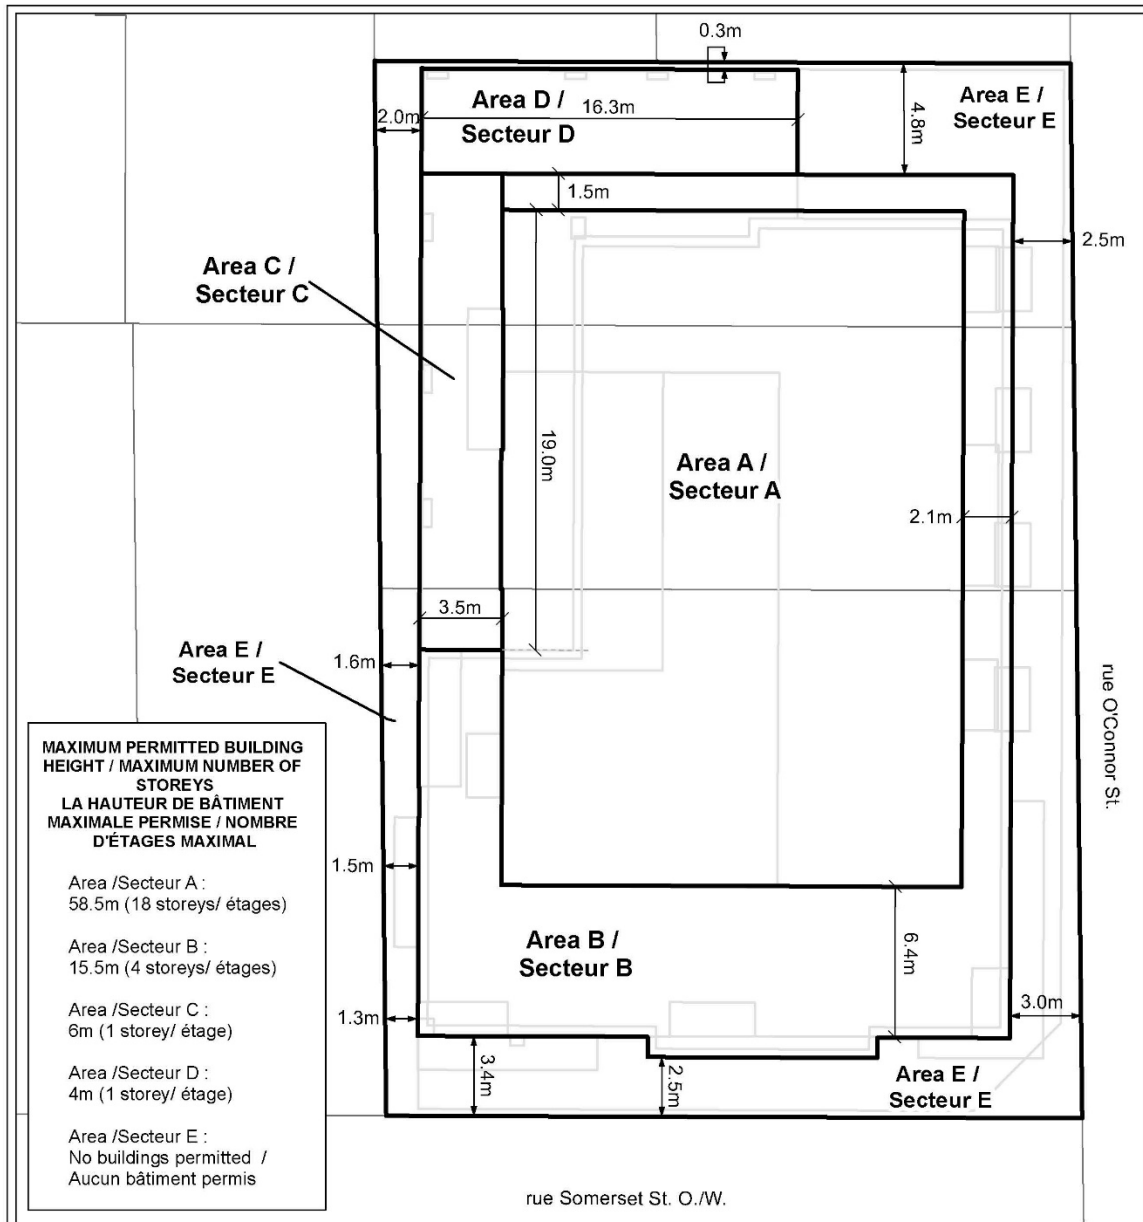 0.3m
Area D /
Secteur D
16.3m
2.0m
4.8m
Area E /
Secteur E
1.5m
2.5m
Area C /
Secteur C
19.0m
Area A /
Secteur A
2.1m
3.5m
Area E /
Secteur E
1.6m
rue O'Connor St.
MAXIMUM PERMITTED BUILDING
HEIGHT / MAXIMUM NUMBER OF
STOREYS
LA HAUTEUR DE BÂTIMENT
MAXIMALE PERMISE / NOMBRE
D'ÉTAGES MAXIMAL
Area /Secteur A :
58.5m (18 storeys/ étages)
Area /Secteur B :
15.5m (4 storeys/ étages)
Area /Secteur C :
6m (1 storey/ étage)
Area /Secteur D :
4m (1 storey/ étage)
Area /Secteur E :
No buildings permitted /
Aucun bâtiment permis
1.5m
Area B /
Secteur B
6.4m
1.3m
3.0m
3.4m
2.5m
Area E /
Secteur E
rue Somerset St. O./W.